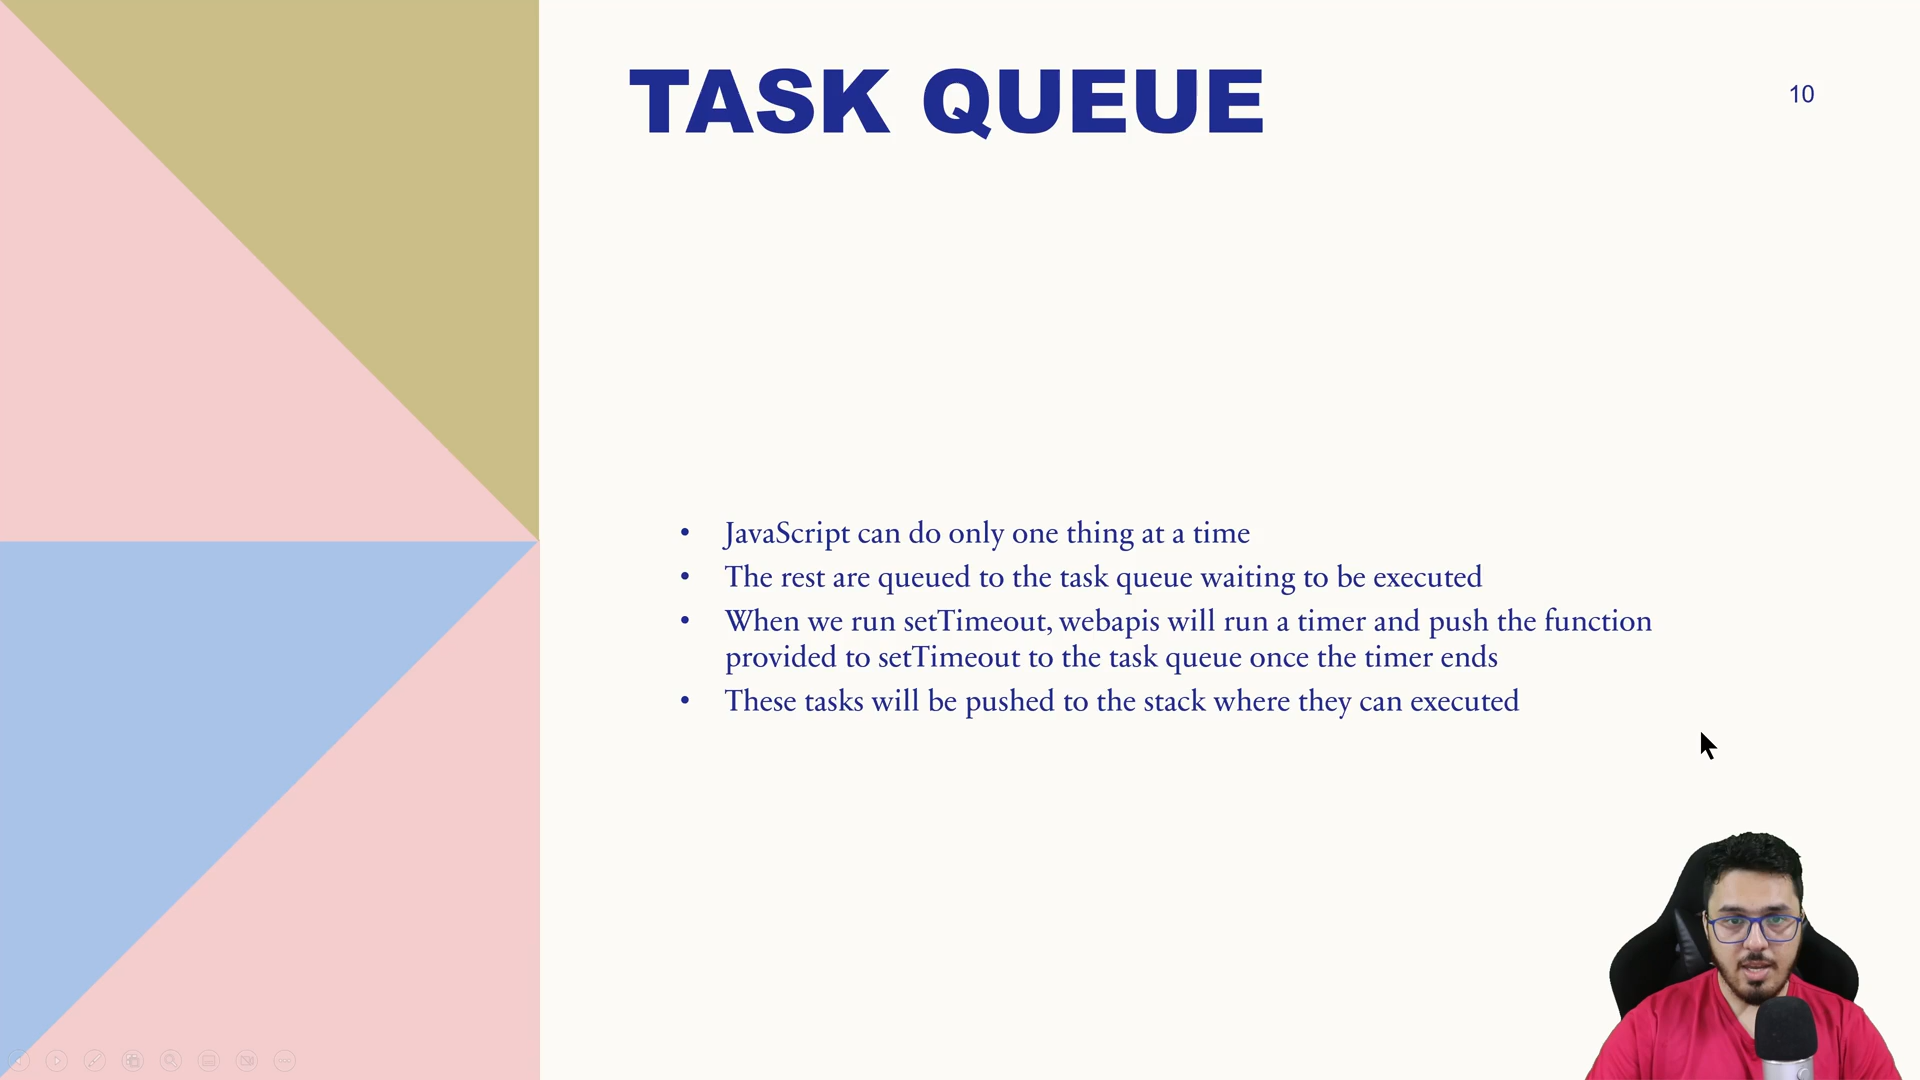 TASK QUEUE
10
• JavaScript can do only one thing at a time
• The rest are queued to the task queue waiting to be executed
• When we run setTimeout, webapis will run a timer and push the function
provided to setTimeout to the task queue once the timer ends
• These tasks will be pushed to the stack where they can executed